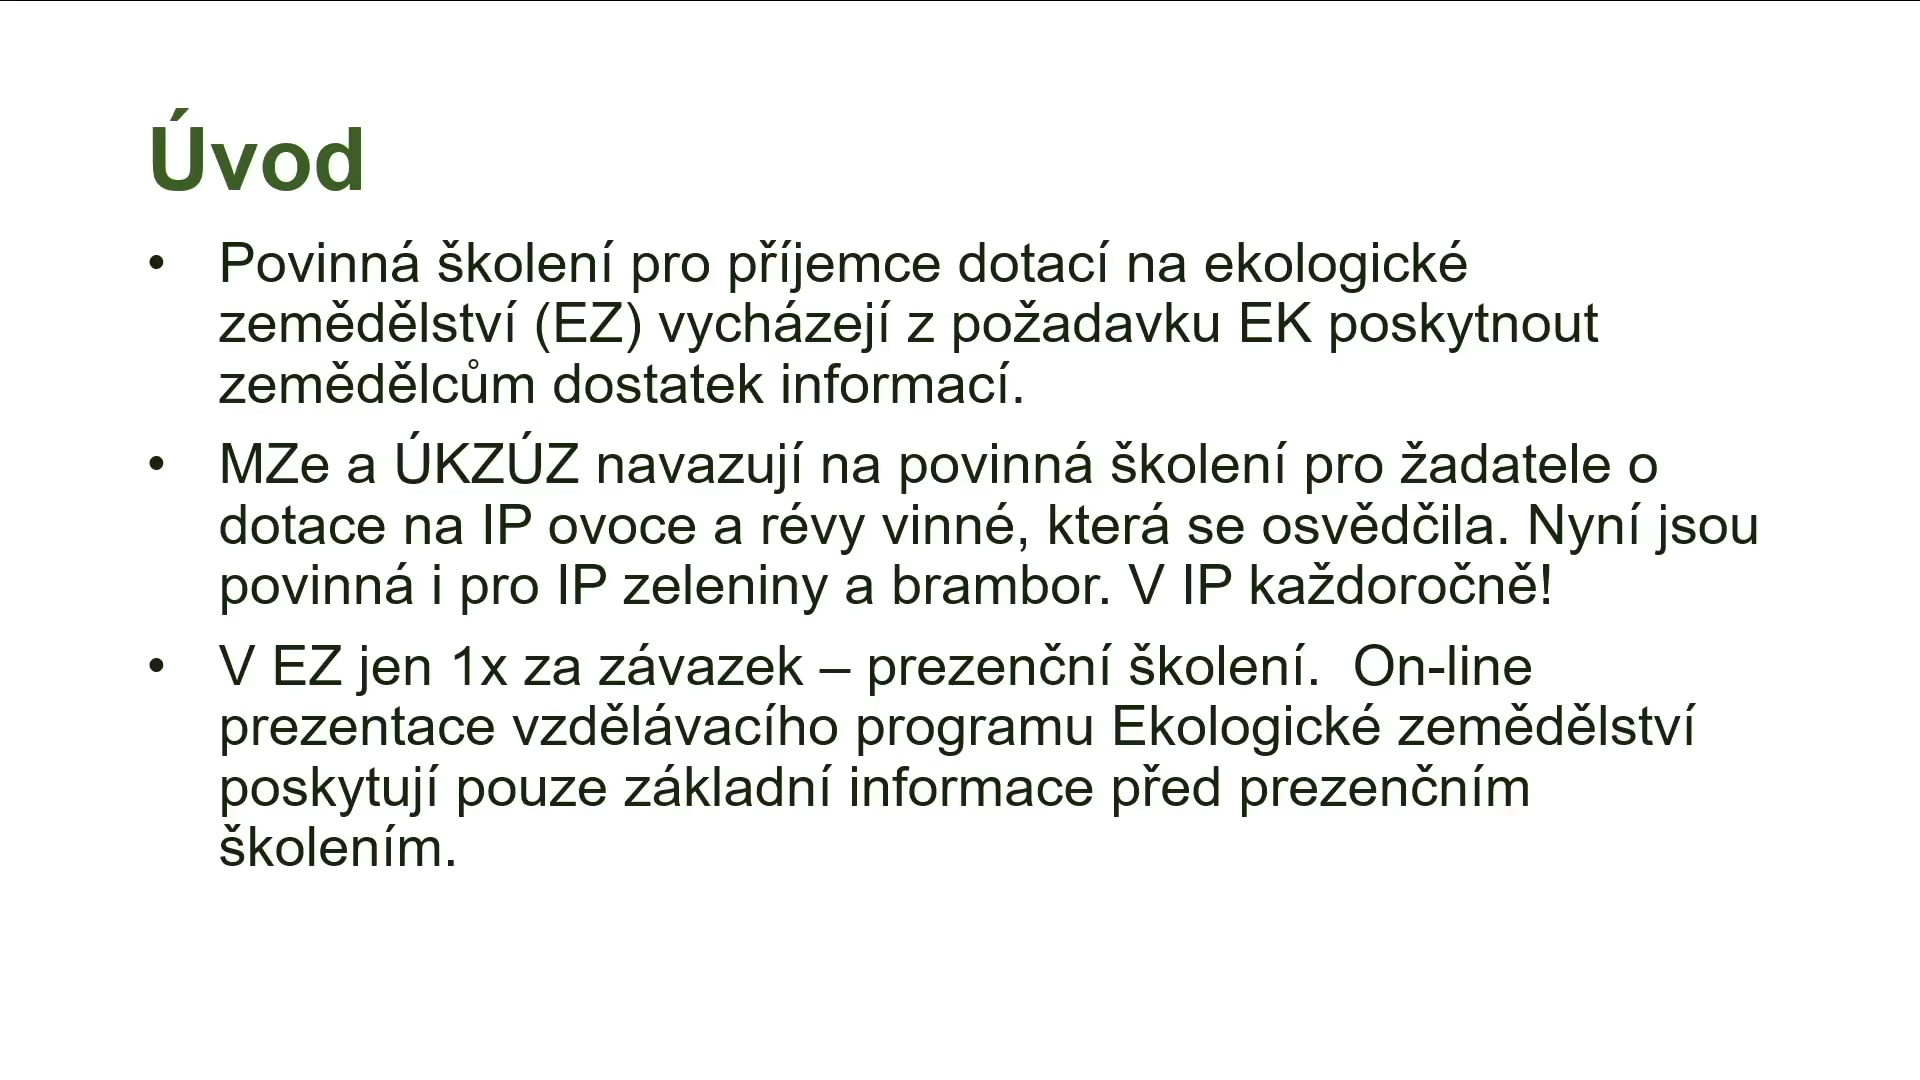 Úvod
• Povinná školení pro příjemce dotací na ekologické
zemědělství (EZ) vycházejí z požadavku EK poskytnout
zemědělcům dostatek informací.
• MZe a ÚKZÚZ navazují na povinná školení pro žadatele o
dotace na IP ovoce a révy vinné, která se osvědčila. Nyní jsou
povinná i pro IP zeleniny a brambor. V IP každoročně!
• V EZ jen 1x za závazek – prezenční školení.  On-line
prezentace vzdělávacího programu Ekologické zemědělství
poskytují pouze základní informace před prezenčním
školením.